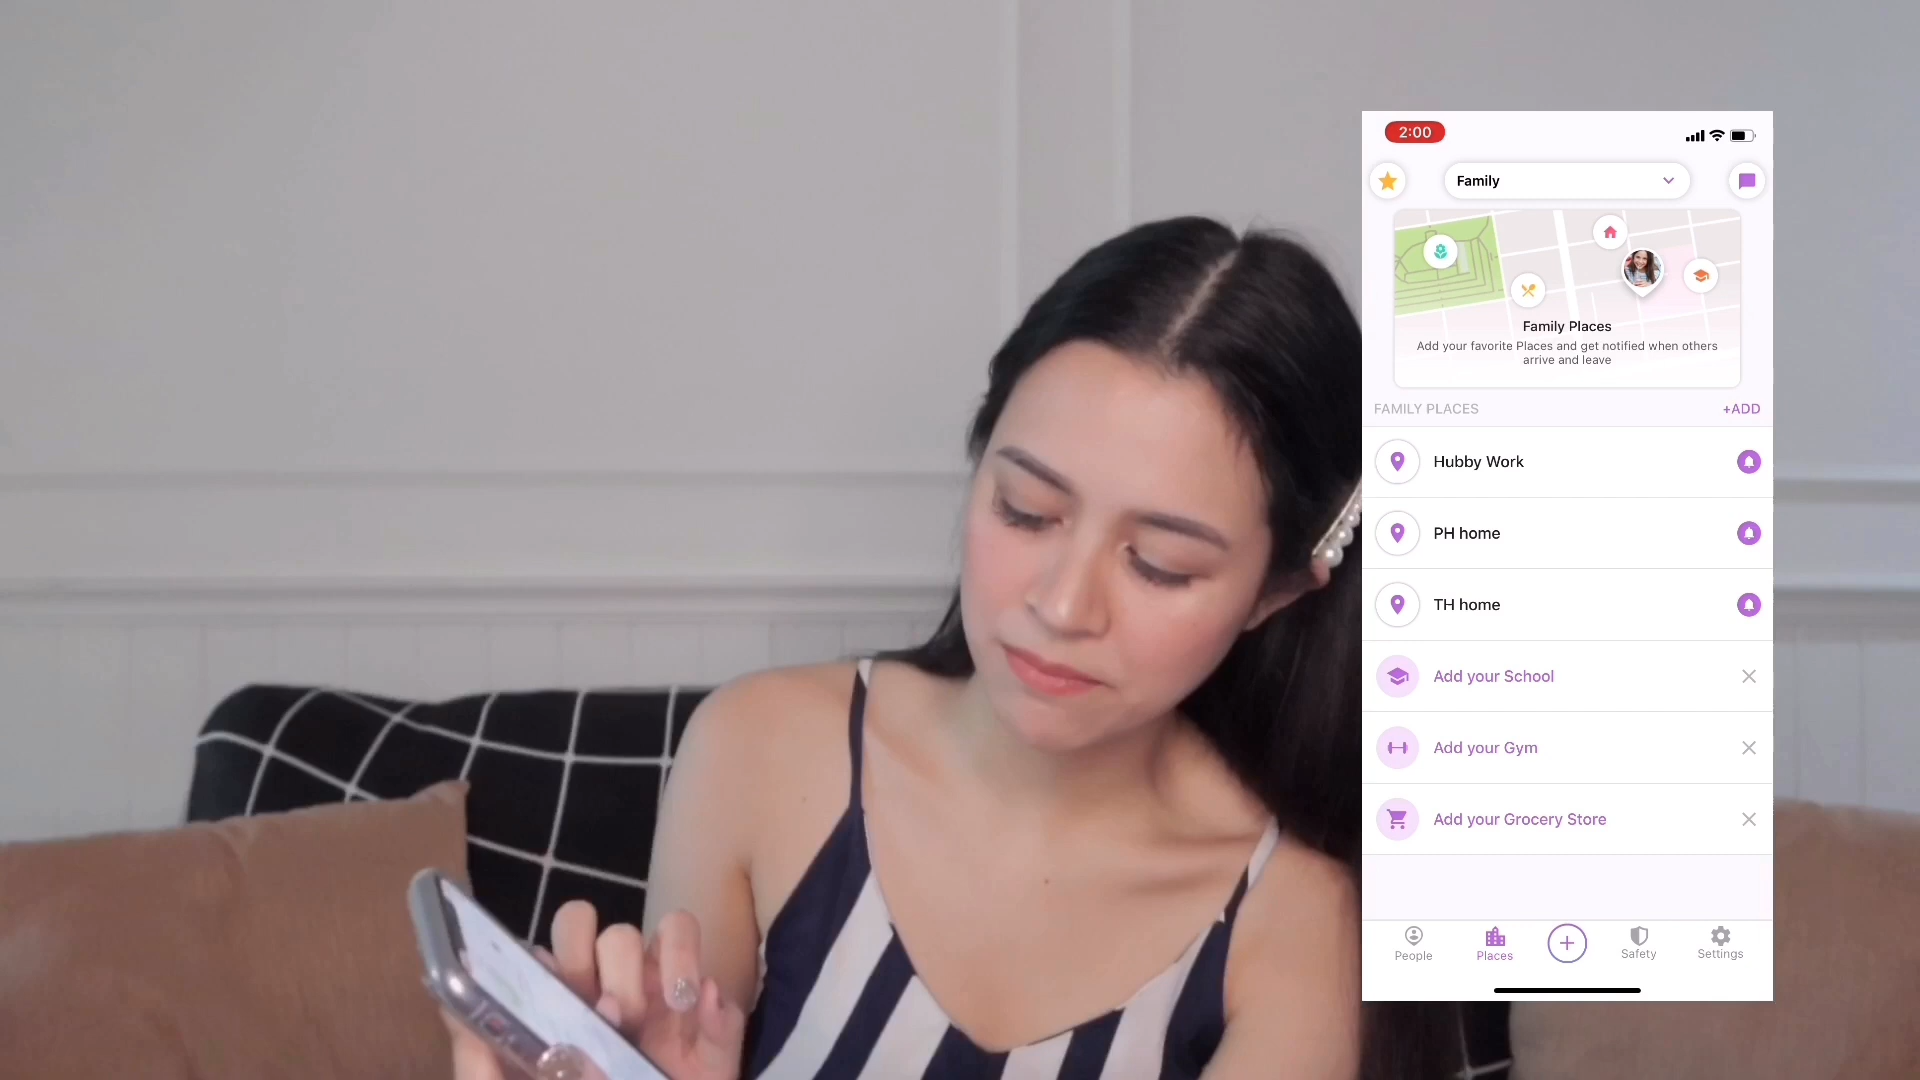 2:00
Family
Family Places
Add your favorite Places and get notified when others
arrive and leave
FAMILY PLACES
+ADD
Hubby Work
PH home
TH home
Add your School
Add your Gym
Add your Grocery Store
People
Places
Safety
Settings